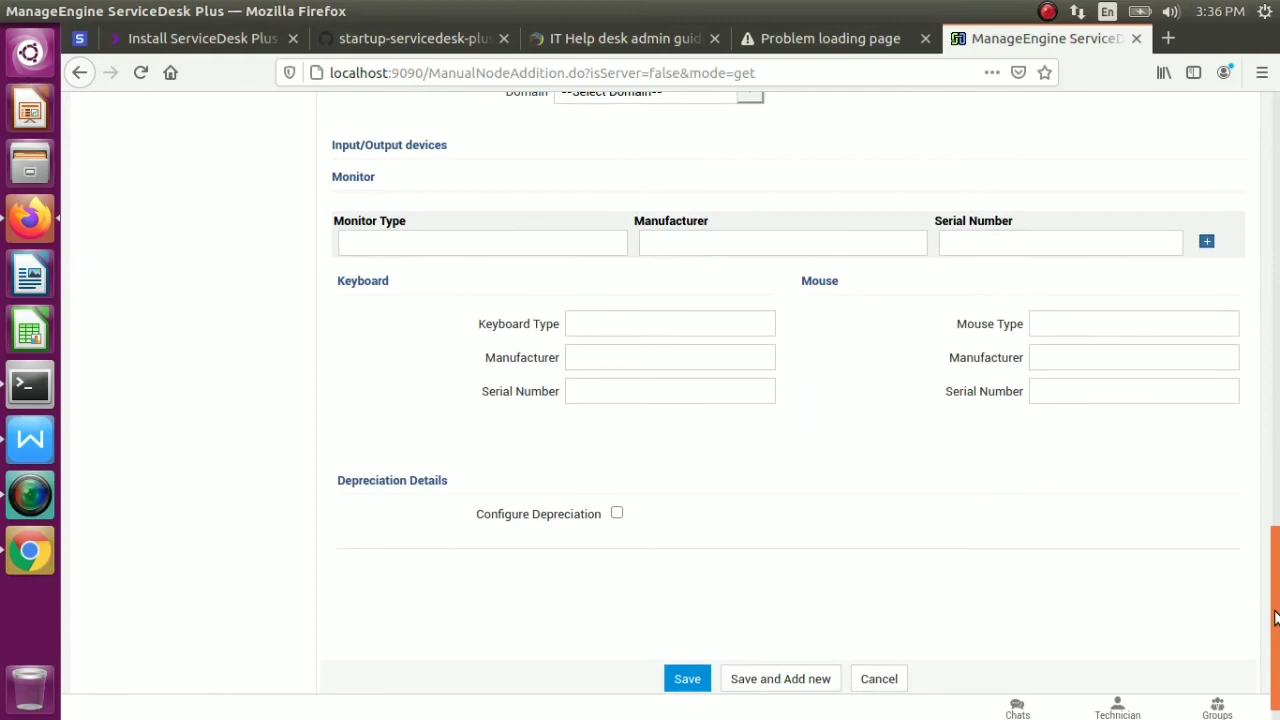 ManageEngine ServiceDesk Plus — Mozilla Firefox
En
3:36 PM
S
Install ServiceDesk Plus
startup-servicedesk-plu
IT Help desk admin guid
Problem loading page
ManageEngine ServiceD
localhost:9090/ManualNodeAddition.do?isServer=false&mode=get
Domain --Select Domain--
Input/Output devices
Monitor
Monitor Type Manufacturer Serial Number
Keyboard Mouse
Keyboard Type Mouse Type
Manufacturer Manufacturer
Serial Number Serial Number
Depreciation Details
Configure Depreciation
Save Save and Add new Cancel
Chats Technician Groups